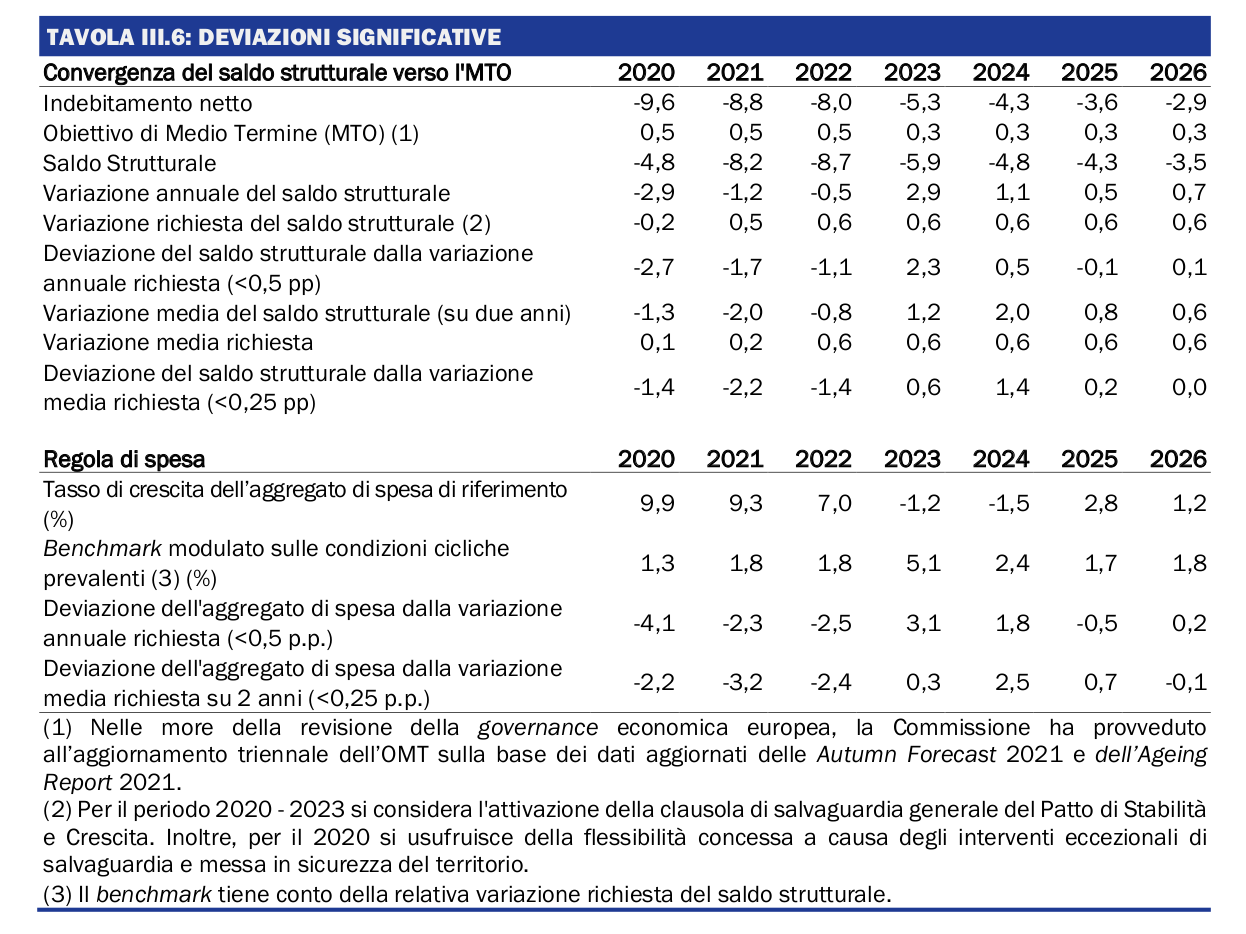 TAVOLA III.6: DEVIAZIONI SIGNIFICATIVE
Convergenza del saldo strutturale verso l'MTO 2020 2021 2022 2023 2024 2025 2026
Indebitamento netto -9,6 -8,8 -8,0 -5,3 -4,3 -3,6 -2,9
Obiettivo di Medio Termine (MTO) (1) 0,5 0,5 0,5 0,3 0,3 0,3 0,3
Saldo Strutturale -4,8 -8,2 -8,7 -5,9 -4,8 -4,3 -3,5
Variazione annuale del saldo strutturale -2,9 -1,2 -0,5 2,9 1,1 0,5 0,7
Variazione richiesta del saldo strutturale (2) -0,2 0,5 0,6 0,6 0,6 0,6 0,6
Deviazione del saldo strutturale dalla variazione
annuale richiesta (<0,5 pp) -2,7 -1,7 -1,1 2,3 0,5 -0,1 0,1
Variazione media del saldo strutturale (su due anni) -1,3 -2,0 -0,8 1,2 2,0 0,8 0,6
Variazione media richiesta 0,1 0,2 0,6 0,6 0,6 0,6 0,6
Deviazione del saldo strutturale dalla variazione
media richiesta (<0,25 pp) -1,4 -2,2 -1,4 0,6 1,4 0,2 0,0
Regola di spesa 2020 2021 2022 2023 2024 2025 2026
Tasso di crescita dell’aggregato di spesa di riferimento
(%) 9,9 9,3 7,0 -1,2 -1,5 2,8 1,2
Benchmark modulato sulle condizioni cicliche
prevalenti (3) (%) 1,3 1,8 1,8 5,1 2,4 1,7 1,8
Deviazione dell'aggregato di spesa dalla variazione
annuale richiesta (<0,5 p.p.) -4,1 -2,3 -2,5 3,1 1,8 -0,5 0,2
Deviazione dell'aggregato di spesa dalla variazione
media richiesta su 2 anni (<0,25 p.p.) -2,2 -3,2 -2,4 0,3 2,5 0,7 -0,1
(1) Nelle more della revisione della governance economica europea, la Commissione ha provveduto
all’aggiornamento triennale dell’OMT sulla base dei dati aggiornati delle Autumn Forecast 2021 e dell’Ageing
Report 2021.
(2) Per il periodo 2020 - 2023 si considera l'attivazione della clausola di salvaguardia generale del Patto di Stabilità
e Crescita. Inoltre, per il 2020 si usufruisce della flessibilità concessa a causa degli interventi eccezionali di
salvaguardia e messa in sicurezza del territorio.
(3) Il benchmark tiene conto della relativa variazione richiesta del saldo strutturale.